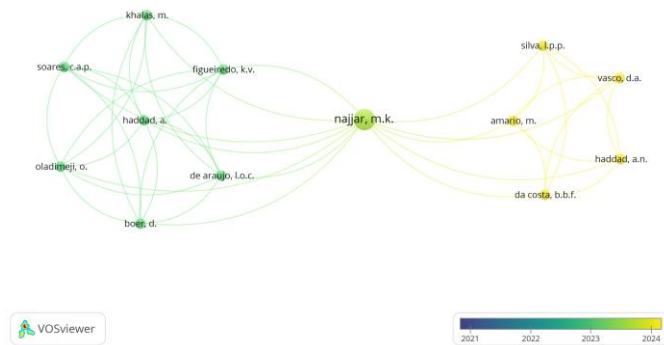 khalas, m.
soares, c.a.p.
figueiredo, k.v.
haddad, a.
oladimeji, o.
de araujo, l.o.c.
boer, d.
najjar, m.k.
silva, l.p.p.
vasco, d.a.
amario, m.
haddad, a.n.
da costa, b.b.f.
VOSviewer
2021 2022 2023 2024